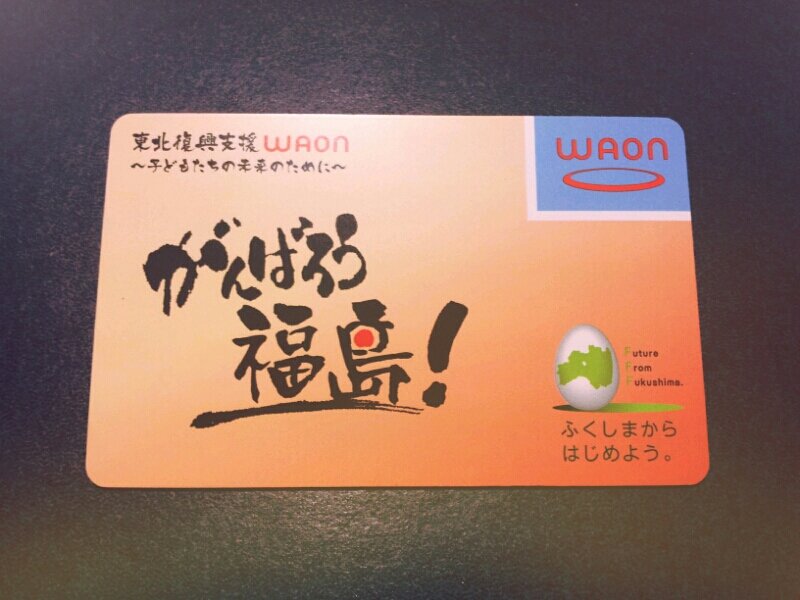 東北復興支援 WAON
～子どもたちの未来のために～
WAON
がんばろう
福島!
Future
From
Fukushima.
ふくしまから
はじめよう。